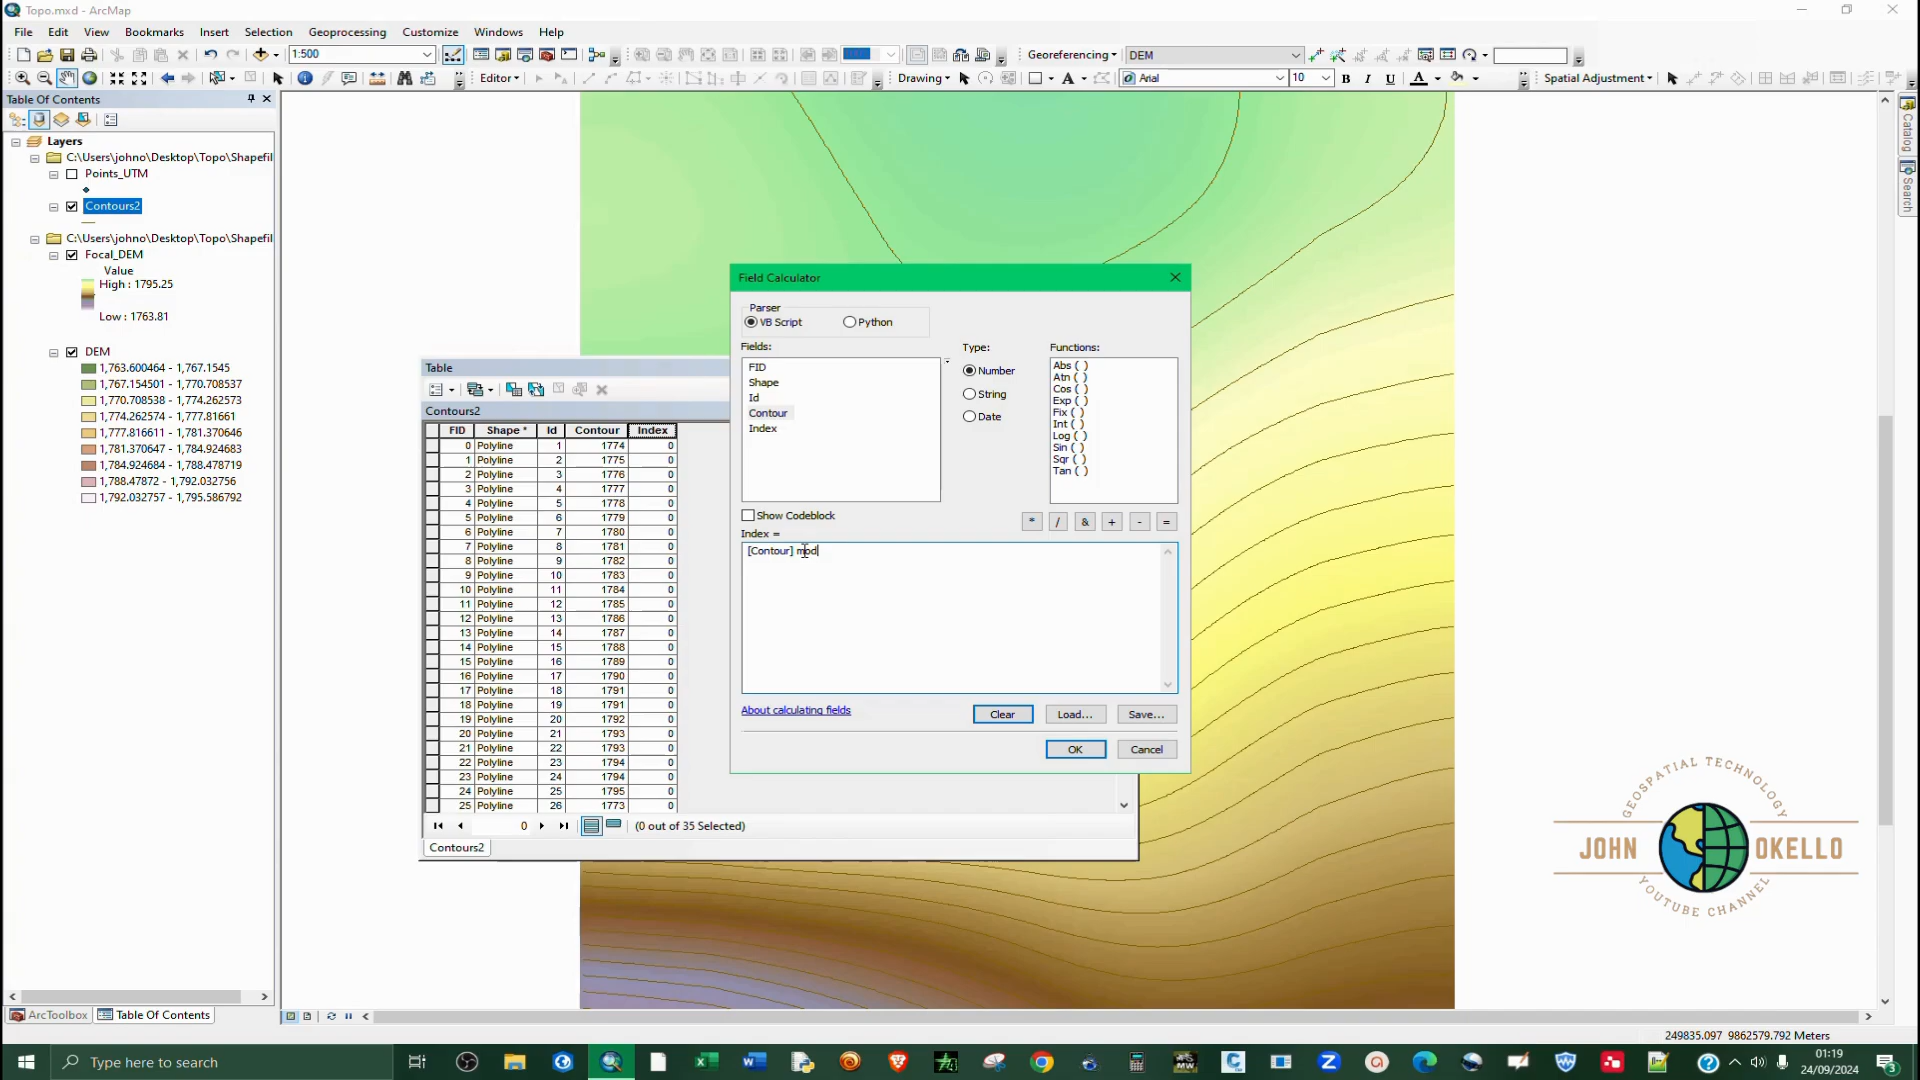 Topo.mxd - ArcMap
File Edit View Bookmarks Insert Selection Geoprocessing Customize Windows Help
1:500 Georeferencing DEM
Editor Drawing Arial 10 B I U A Spatial Adjustment
Table Of Contents
Layers
C:\Users\johno\Desktop\Topo\Shapefil
Points_UTM
Contours2
C:\Users\johno\Desktop\Topo\Shapefil
Focal_DEM
Value
High : 1795.25
Low : 1763.81
DEM
1,763.600464 - 1,767.1545
1,767.154501 - 1,770.708537
1,770.708538 - 1,774.262573
1,774.262574 - 1,777.81661
1,777.816611 - 1,781.370646
1,781.370647 - 1,784.924683
1,784.924684 - 1,788.478719
1,788.47872 - 1,792.032756
1,792.032757 - 1,795.586792
ArcToolbox Table Of Contents
Table
Contours2
FID Shape * Id Contour Index
0 Polyline 1 1774 0
1 Polyline 2 1775 0
2 Polyline 3 1776 0
3 Polyline 4 1777 0
4 Polyline 5 1778 0
5 Polyline 6 1779 0
6 Polyline 7 1780 0
7 Polyline 8 1781 0
8 Polyline 9 1782 0
9 Polyline 10 1783 0
10 Polyline 11 1784 0
11 Polyline 12 1785 0
12 Polyline 13 1786 0
13 Polyline 14 1787 0
14 Polyline 15 1788 0
15 Polyline 16 1789 0
16 Polyline 17 1790 0
17 Polyline 18 1791 0
18 Polyline 19 1791 0
19 Polyline 20 1792 0
20 Polyline 21 1793 0
21 Polyline 22 1793 0
22 Polyline 23 1794 0
23 Polyline 24 1794 0
24 Polyline 25 1795 0
25 Polyline 26 1773 0
0 (0 out of 35 Selected)
Contours2
Field Calculator
Parser
VB Script Python
Fields: Type: Functions:
FID
Shape
Id
Contour
Index
Number
String
Date
Abs ( )
Atn ( )
Cos ( )
Exp ( )
Fix ( )
Int ( )
Log ( )
Sin ( )
Sqr ( )
Tan ( )
Show Codeblock
* / & + - =
Index =
[Contour] mod
About calculating fields
Clear Load... Save...
OK Cancel
Catalog
Search
GEOSPATIAL TECHNOLOGY
JOHN OKELLO
YOUTUBE CHANNEL
249835.097 9862579.792 Meters
Type here to search
01:19
24/09/2024
3